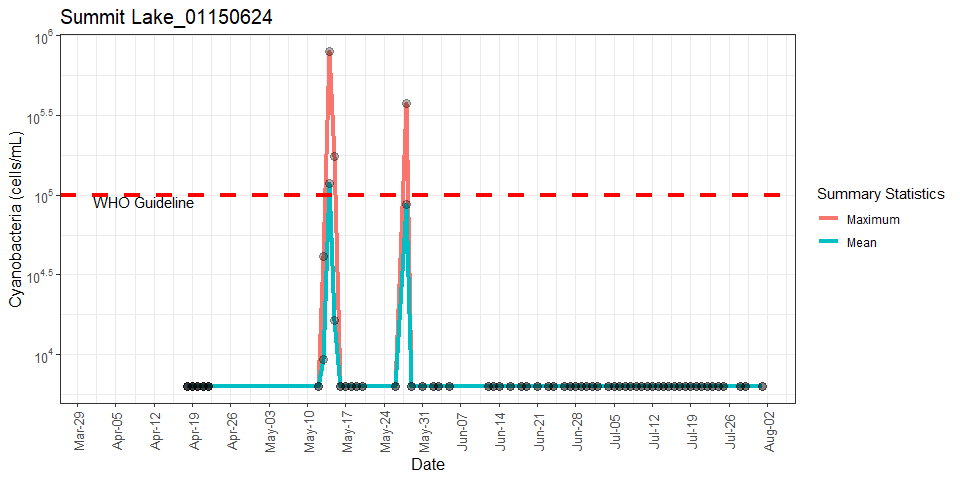 Summit Lake_01150624
Cyanobacteria (cells/mL)
10^6
10^5.5
10^5
10^4.5
10^4
WHO Guideline
Mar-29
Apr-05
Apr-12
Apr-19
Apr-26
May-03
May-10
May-17
May-24
May-31
Jun-07
Jun-14
Jun-21
Jun-28
Jul-05
Jul-12
Jul-19
Jul-26
Aug-02
Date
Summary Statistics
Maximum
Mean